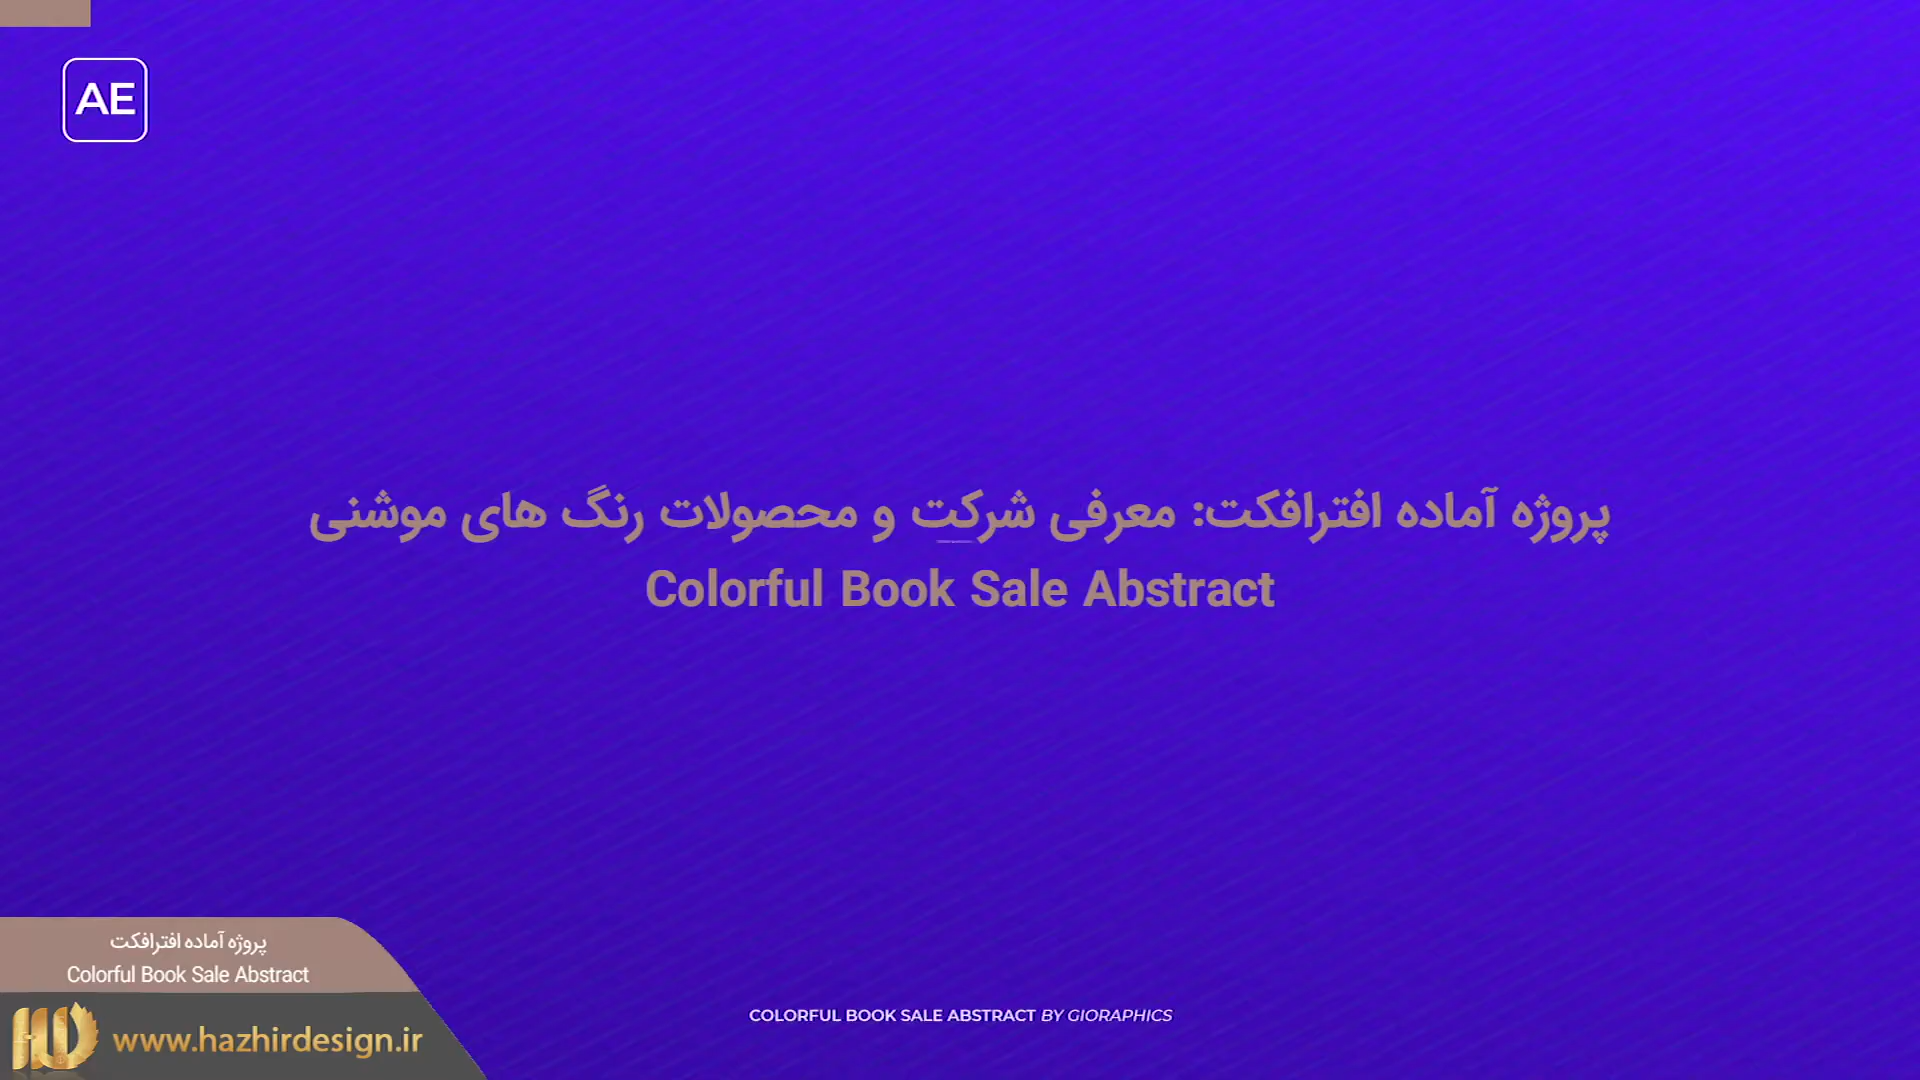 AE
پروژه آماده افترافکت: معرفی شرکت و محصولات رنگ های موشنی
Colorful Book Sale Abstract
پروژه آماده افترافکت
Colorful Book Sale Abstract
HD www.hazhirdesign.ir
COLORFUL BOOK SALE ABSTRACT BY GIORAPHICS